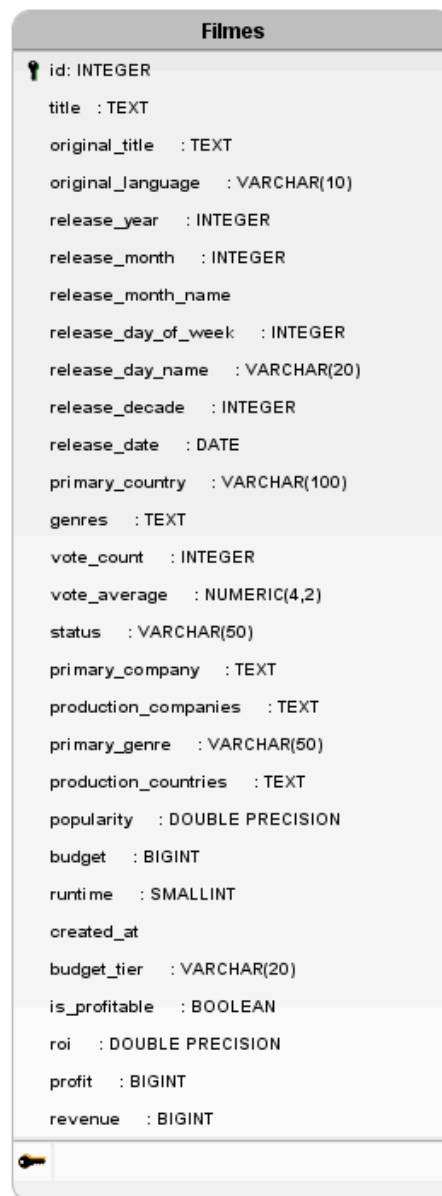 Filmes
id: INTEGER
title : TEXT
original_title : TEXT
original_language : VARCHAR(10)
release_year : INTEGER
release_month : INTEGER
release_month_name
release_day_of_week : INTEGER
release_day_name : VARCHAR(20)
release_decade : INTEGER
release_date : DATE
primary_country : VARCHAR(100)
genres : TEXT
vote_count : INTEGER
vote_average : NUMERIC(4,2)
status : VARCHAR(50)
primary_company : TEXT
production_companies : TEXT
primary_genre : VARCHAR(50)
production_countries : TEXT
popularity : DOUBLE PRECISION
budget : BIGINT
runtime : SMALLINT
created_at
budget_tier : VARCHAR(20)
is_profitable : BOOLEAN
roi : DOUBLE PRECISION
profit : BIGINT
revenue : BIGINT